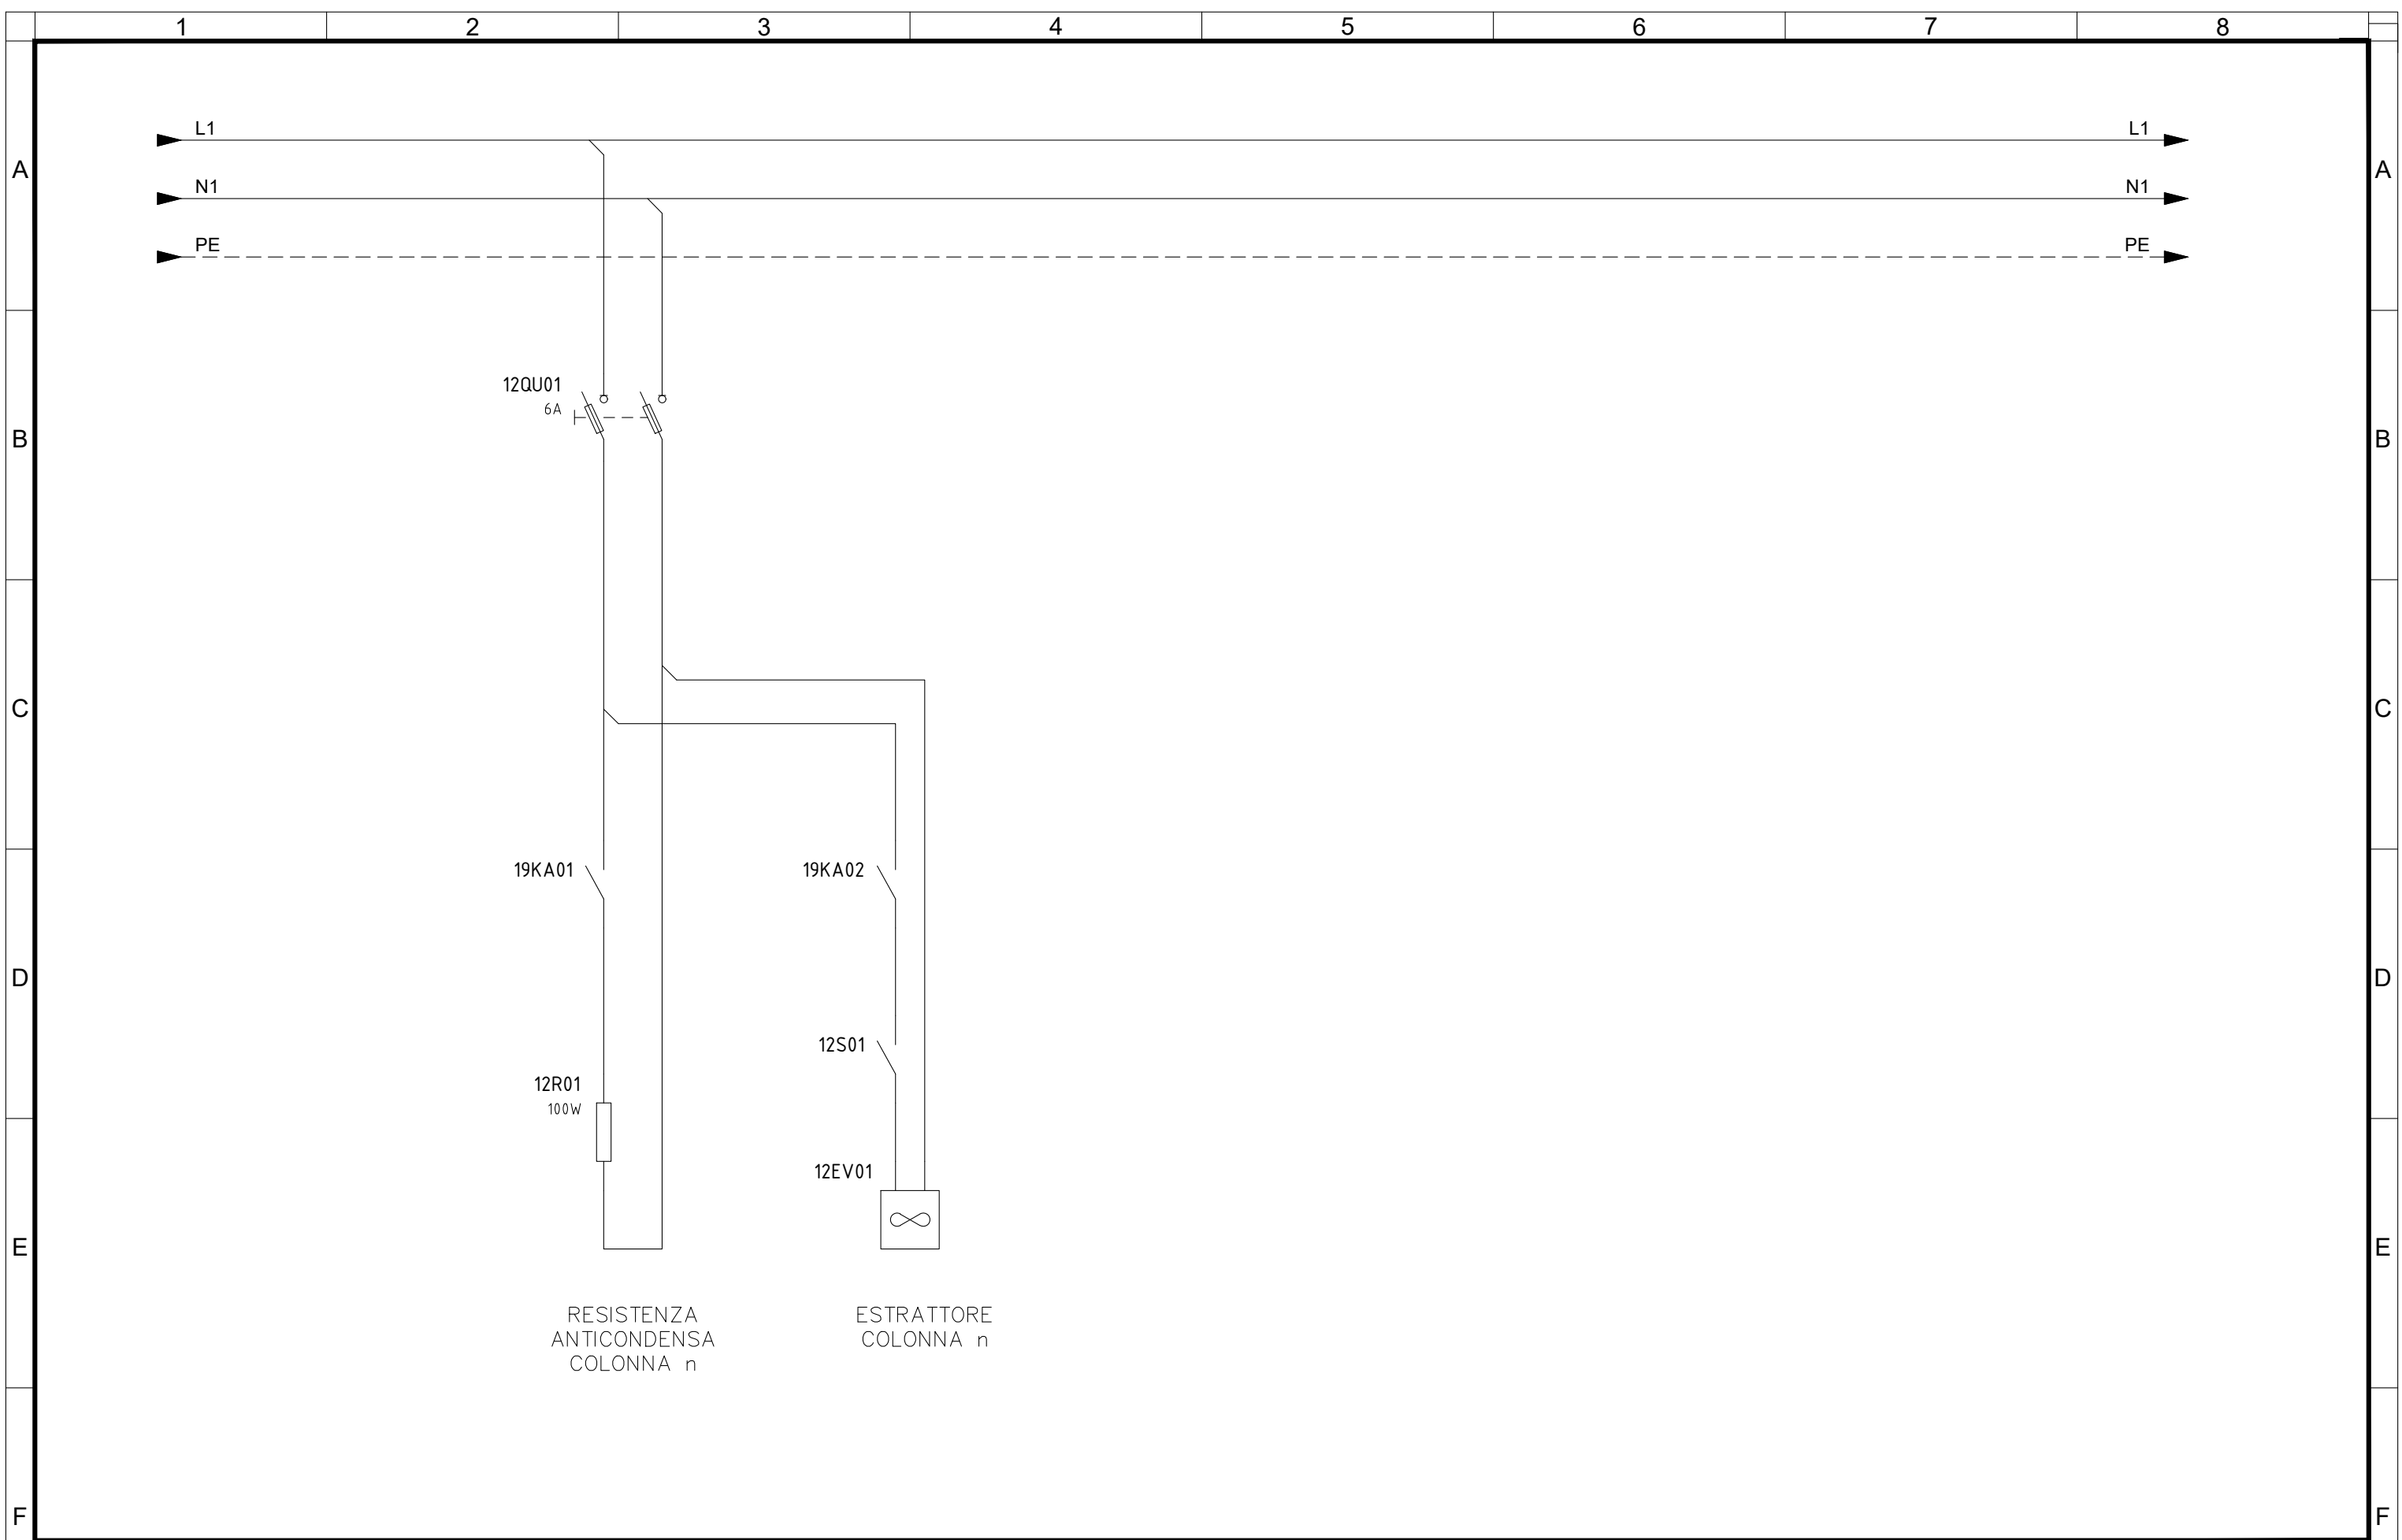 1 2 3 4 5 6 7 8
L1 L1
A A
N1 N1
PE PE
12QU01
6A
B B
C C
19KA01 19KA02
D D
12S01
12R01
100W
12EV01
E E
RESISTENZA
ANTICONDENSA
COLONNA n
ESTRATTORE
COLONNA n
F F